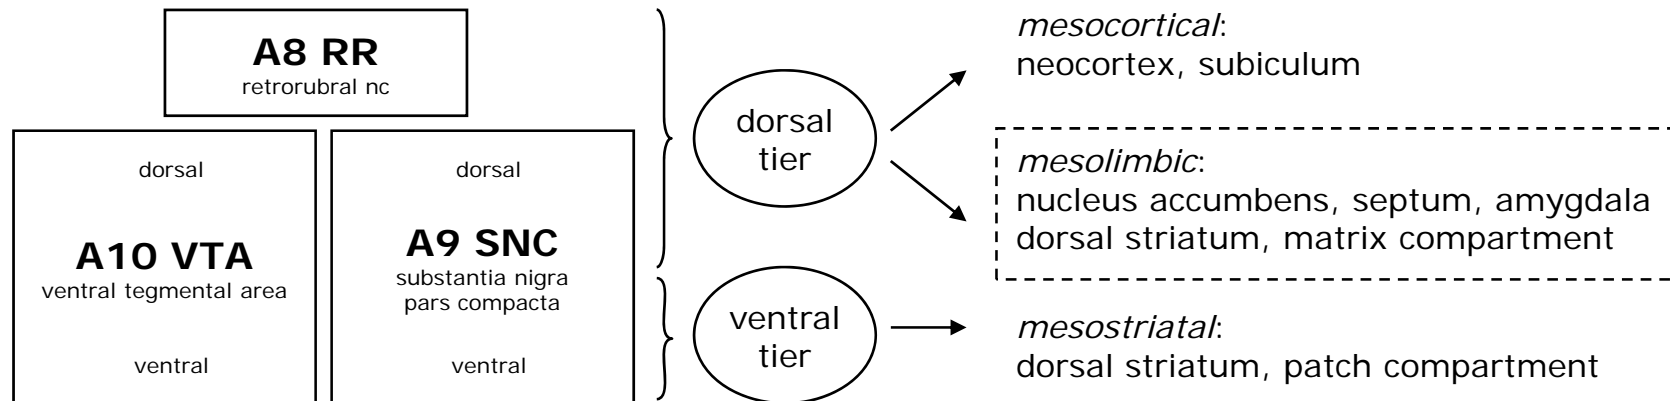 A8 RR
retrorubral nc
dorsal
A10 VTA
ventral tegmental area
ventral
dorsal
A9 SNC
substantia nigra
pars compacta
ventral
dorsal
tier
ventral
tier
mesocortical:
neocortex, subiculum
mesolimbic:
nucleus accumbens, septum, amygdala
dorsal striatum, matrix compartment
mesostriatal:
dorsal striatum, patch compartment